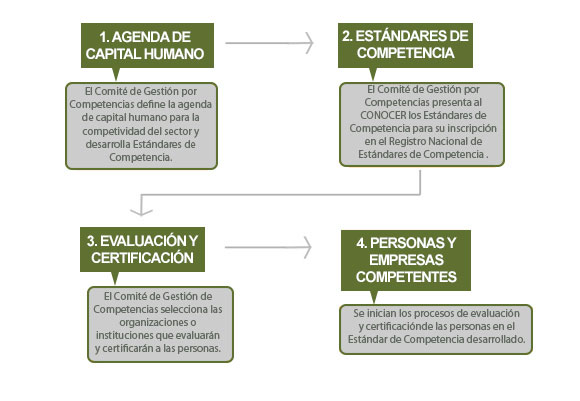 1. AGENDA DE
CAPITAL HUMANO
El Comité de Gestión por
Competencias define la agenda
de capital humano para la
competividad del sector y
desarrolla Estándares de
Competencia.
2. ESTÁNDARES DE
COMPETENCIA
El Comité de Gestión por
Competencias presenta al
CONOCER los Estándares de
Competencia para su inscripción
en el Registro Nacional de
Estándares de Competencia .
3. EVALUACIÓN Y
CERTIFICACIÓN
El Comité de Gestión de
Competencias selecciona las
organizaciones o
instituciones que evaluarán
y certificarán a las personas.
4. PERSONAS Y
EMPRESAS
COMPETENTES
Se inician los procesos de evaluación
y certificaciónde las personas en el
Estándar de Competencia desarrollado.